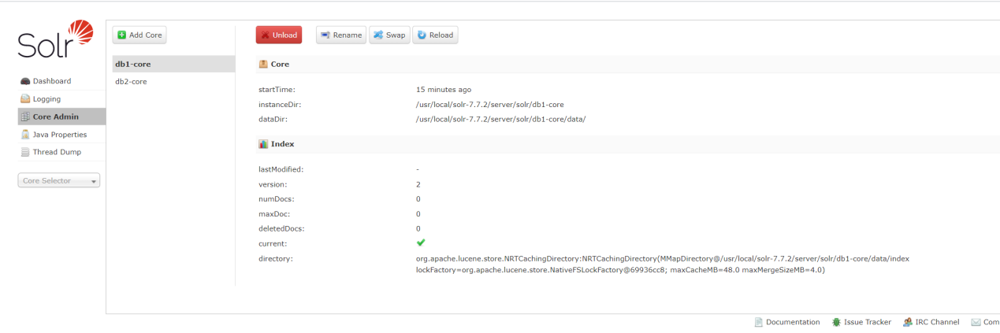 Solr
Dashboard
Logging
Core Admin
Java Properties
Thread Dump
Core Selector
Add Core
db1-core
db2-core
Unload Rename Swap Reload
Core
startTime: 15 minutes ago
instanceDir: /usr/local/solr-7.7.2/server/solr/db1-core
dataDir: /usr/local/solr-7.7.2/server/solr/db1-core/data/
Index
lastModified: -
version: 2
numDocs: 0
maxDoc: 0
deletedDocs: 0
current:
directory: org.apache.lucene.store.NRTCachingDirectory:NRTCachingDirectory(MMapDirectory@/usr/local/solr-7.7.2/server/solr/db1-core/data/index
lockFactory=org.apache.lucene.store.NativeFSLockFactory@69936cc8; maxCacheMB=48.0 maxMergeSizeMB=4.0)
Documentation Issue Tracker IRC Channel Com